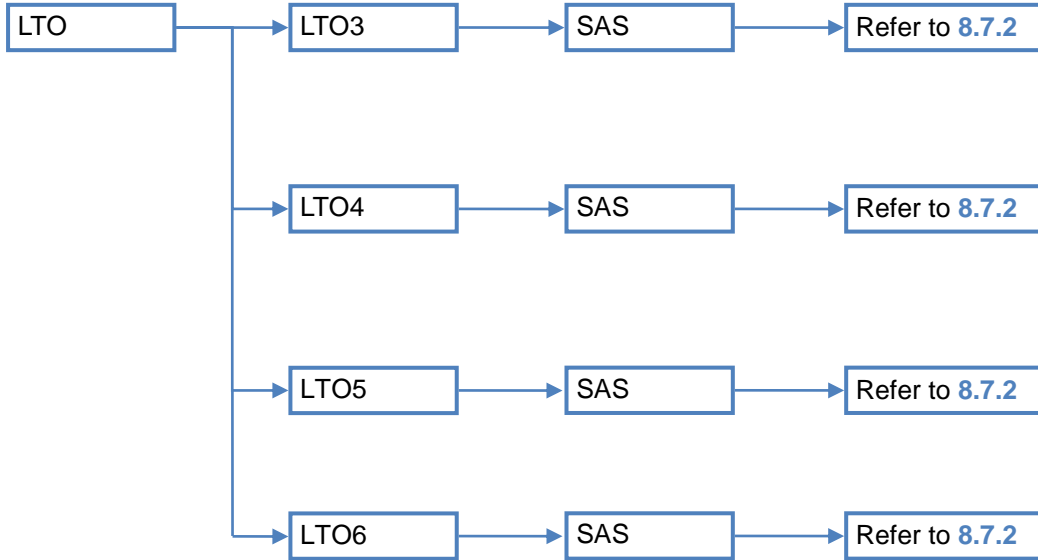 LTO
LTO3
SAS
Refer to 8.7.2
LTO4
SAS
Refer to 8.7.2
LTO5
SAS
Refer to 8.7.2
LTO6
SAS
Refer to 8.7.2